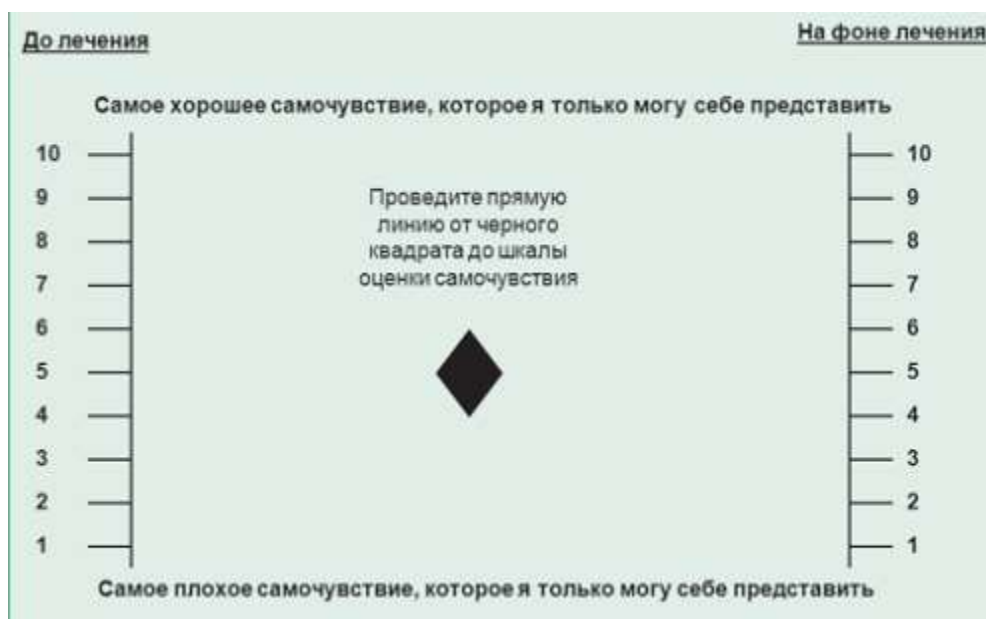 До лечения
На фоне лечения
Самое хорошее самочувствие, которое я только могу себе представить
10 10
9 9
Проведите прямую
линию от черного
8 8
квадрата до шкалы
7 7
оценки самочувствия
6 6
5 5
4 4
3 3
2 2
1 1
Самое плохое самочувствие, которое я только могу себе представить